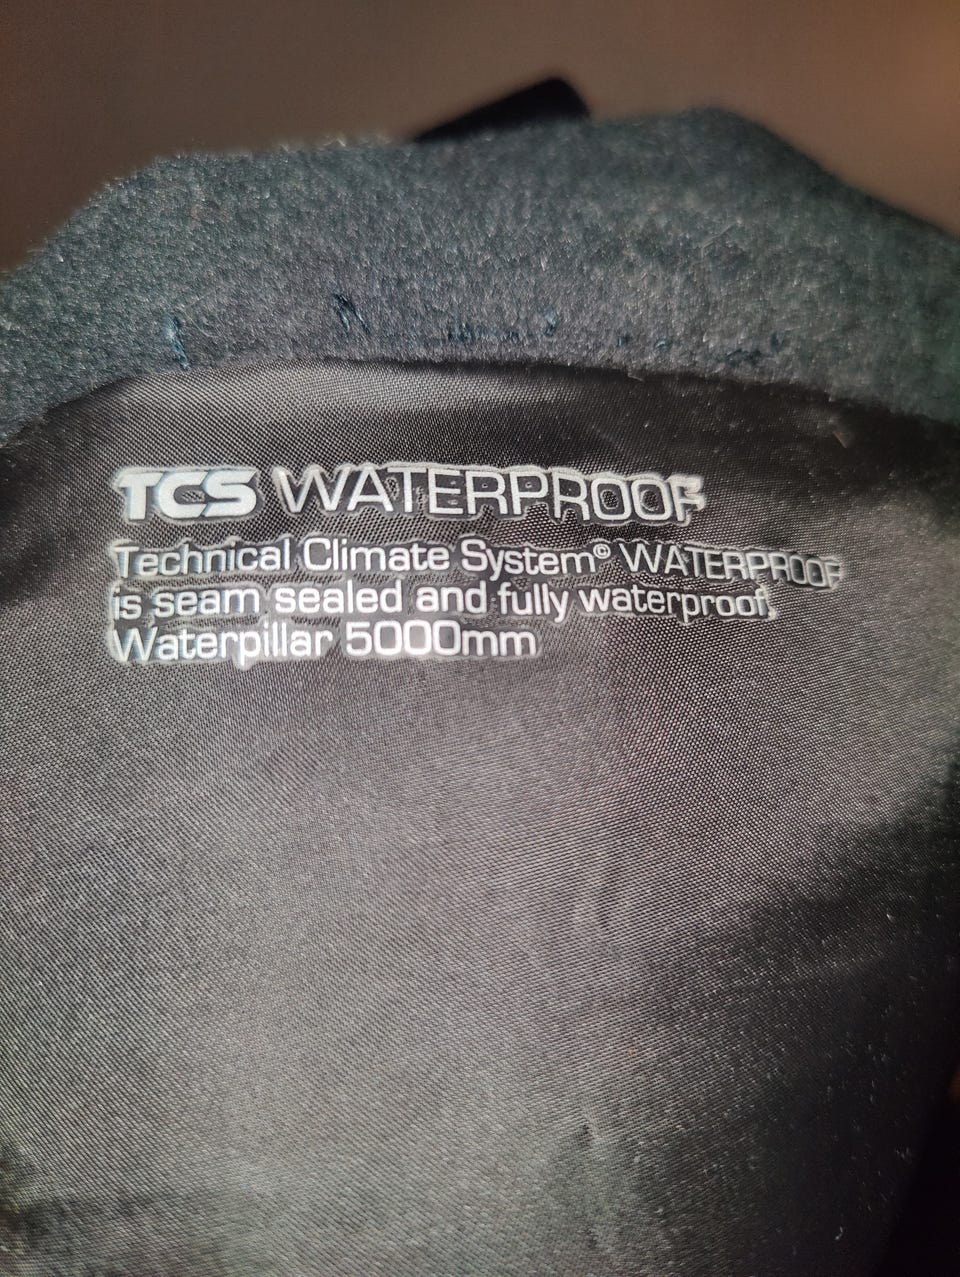 TCS WATERPROOF
Technical Climate System© WATERPROOF
is seam sealed and fully waterproof,
Waterpillar 5000mm